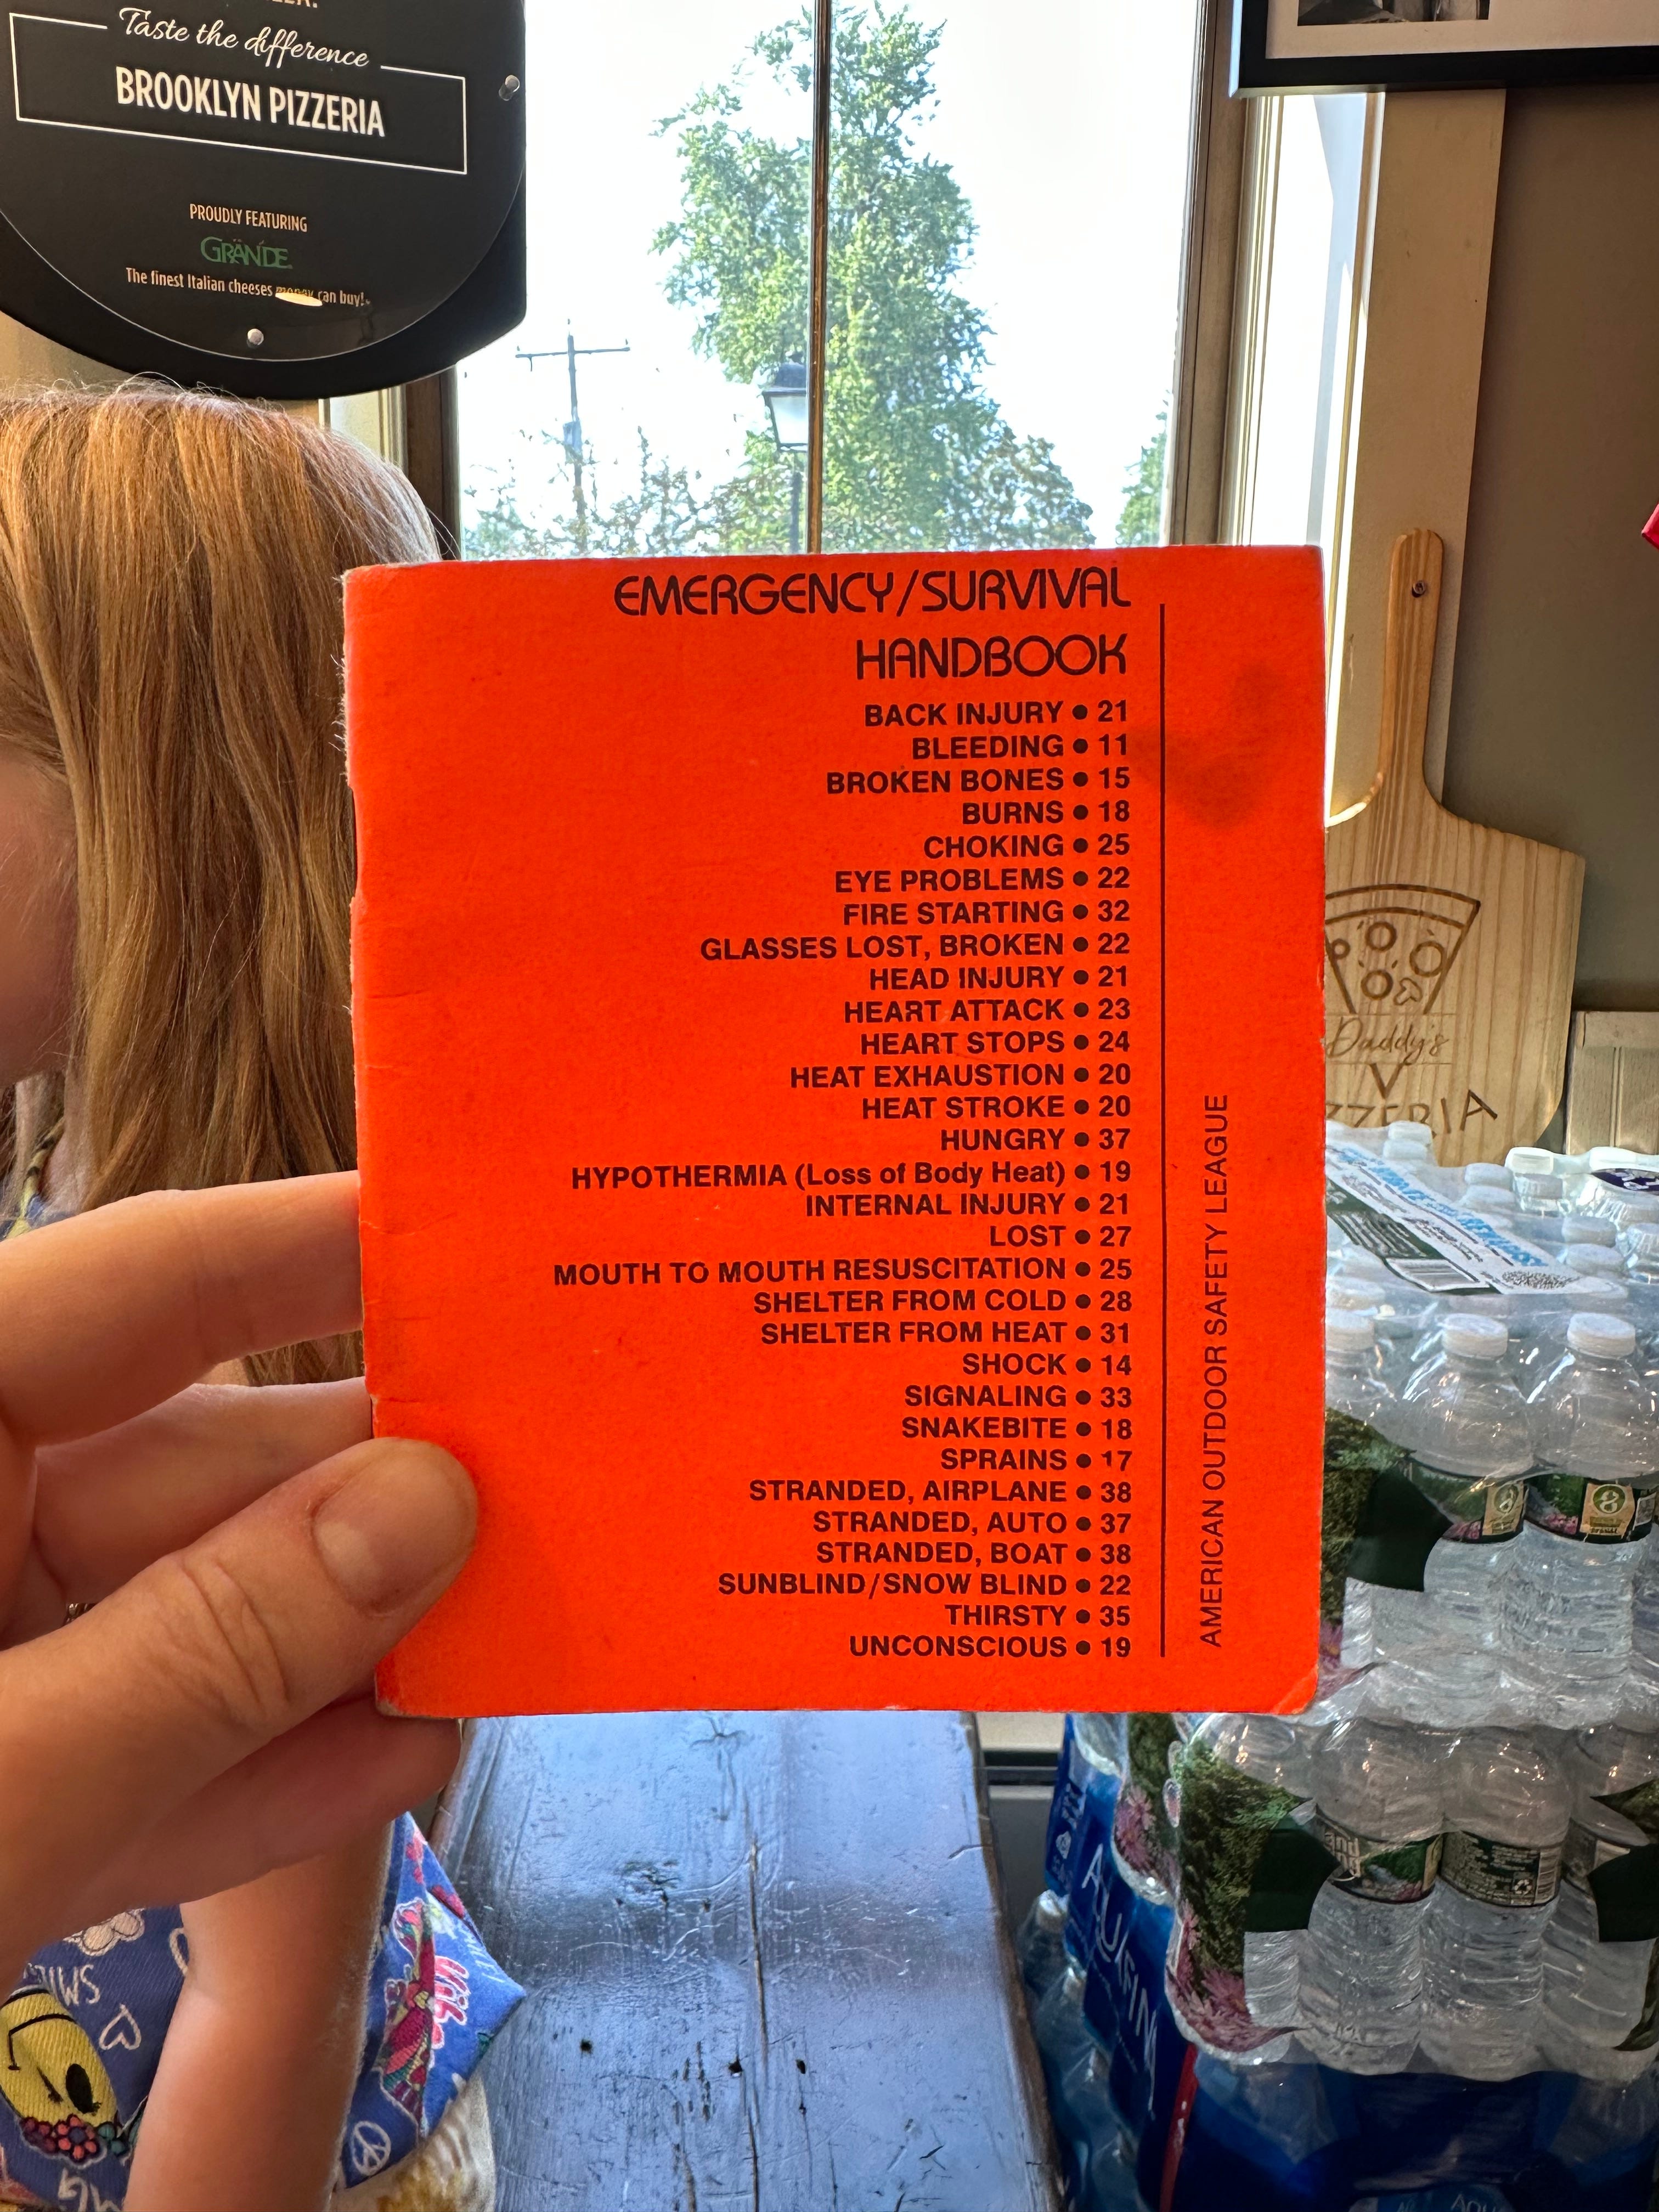 Taste the difference
BROOKLYN PIZZERIA
PROUDLY FEATURING
GRANDE
The finest Italian cheeses money can buy!
EMERGENCY/SURVIVAL
HANDBOOK
BACK INJURY • 21
BLEEDING • 11
BROKEN BONES • 15
BURNS • 18
CHOKING • 25
EYE PROBLEMS • 22
FIRE STARTING • 32
GLASSES LOST, BROKEN • 22
HEAD INJURY • 21
HEART ATTACK • 23
HEART STOPS • 24
HEAT EXHAUSTION • 20
HEAT STROKE • 20
HUNGRY • 37
HYPOTHERMIA (Loss of Body Heat) • 19
INTERNAL INJURY • 21
LOST • 27
MOUTH TO MOUTH RESUSCITATION • 25
SHELTER FROM COLD • 28
SHELTER FROM HEAT • 31
SHOCK • 14
SIGNALING • 33
SNAKEBITE • 18
SPRAINS • 17
STRANDED, AIRPLANE • 38
STRANDED, AUTO • 37
STRANDED, BOAT • 38
SUNBLIND/SNOW BLIND • 22
THIRSTY • 35
UNCONSCIOUS • 19
AMERICAN OUTDOOR SAFETY LEAGUE
Daddy's
ZZERIA